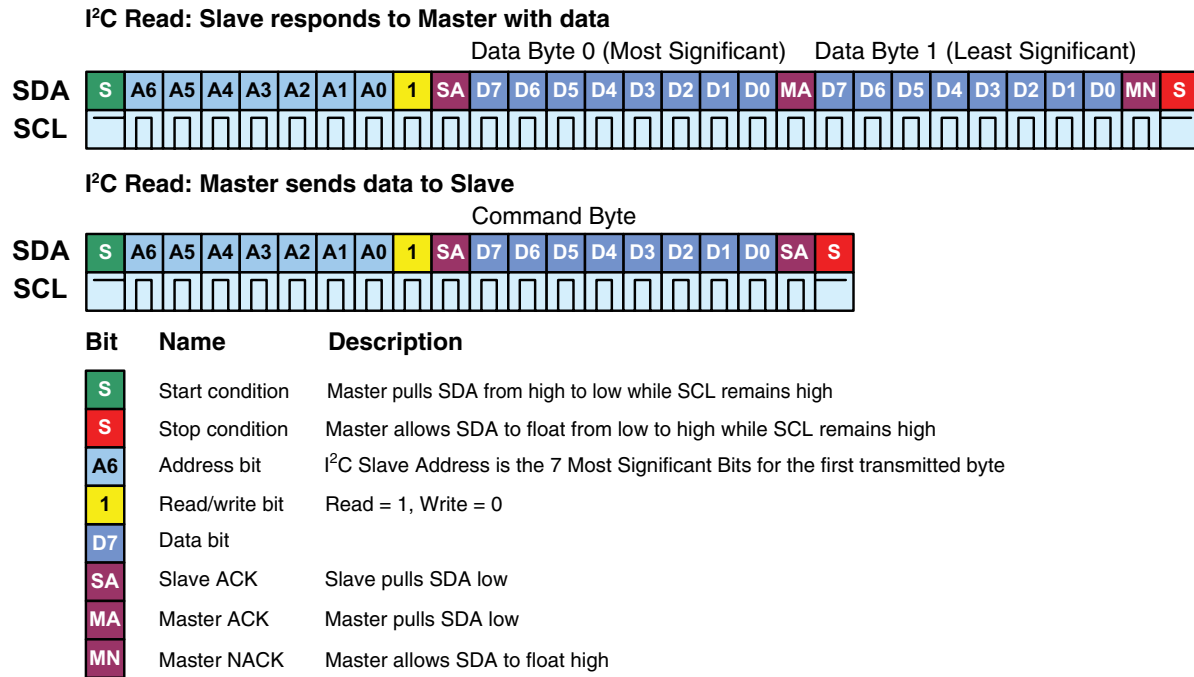 I²C Read: Slave responds to Master with data
Data Byte 0 (Most Significant) Data Byte 1 (Least Significant)
SDA S A6 A5 A4 A3 A2 A1 A0 1 SA D7 D6 D5 D4 D3 D2 D1 D0 MA D7 D6 D5 D4 D3 D2 D1 D0 MN S
SCL
I²C Read: Master sends data to Slave
Command Byte
SDA S A6 A5 A4 A3 A2 A1 A0 1 SA D7 D6 D5 D4 D3 D2 D1 D0 SA S
SCL
Bit Name Description
S Start condition Master pulls SDA from high to low while SCL remains high
S Stop condition Master allows SDA to float from low to high while SCL remains high
A6 Address bit I²C Slave Address is the 7 Most Significant Bits for the first transmitted byte
1 Read/write bit Read = 1, Write = 0
D7 Data bit
SA Slave ACK Slave pulls SDA low
MA Master ACK Master pulls SDA low
MN Master NACK Master allows SDA to float high